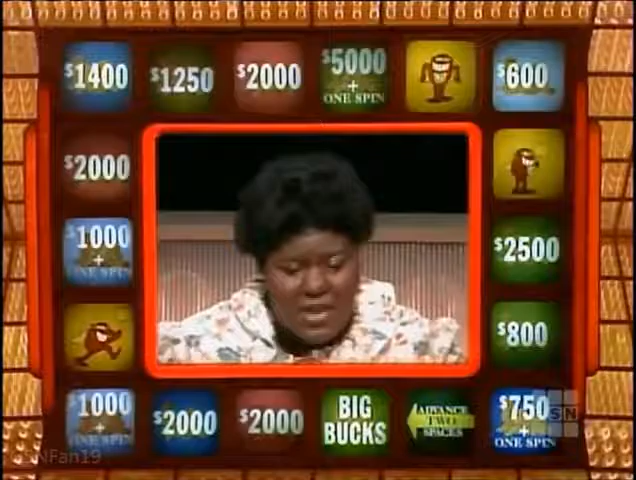 $1400
$1250
$2000
$5000
+
ONE SPIN
$600
$2000
$1000
+
ONE SPIN
$2500
$800
$1000
+
ONE SPIN
$2000
$2000
BIG
BUCKS
ADVANCE
TWO
SPACES
$750
+
ONE SPIN
SN
NFan19